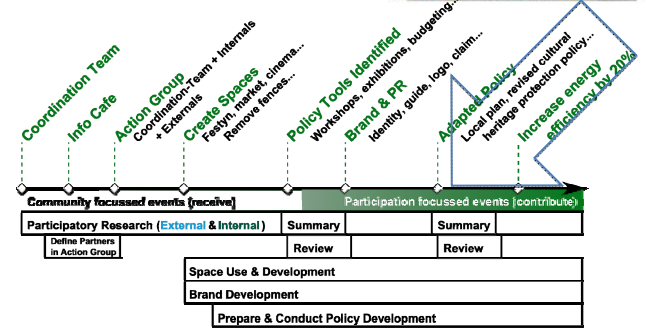 Coordination Team
Info Cafe
Action Group
Coordination-Team + Internals
+ Externals
Create Spaces
Festyn, market, cinema...
Remove fences...
Policy Tools Identified
Workshops, exhibitions, budgeting...
Brand & PR
Identity, guide, logo, claim...
Adapted Policy
Local plan, revised cultural
heritage protection policy...
Increase energy
efficiency by 20%
Community focussed events (receive)
Participation focussed events (contribute)
Participatory Research (External & Internal)
Summary
Summary
Define Partners
in Action Group
Review
Review
Space Use & Development
Brand Development
Prepare & Conduct Policy Development